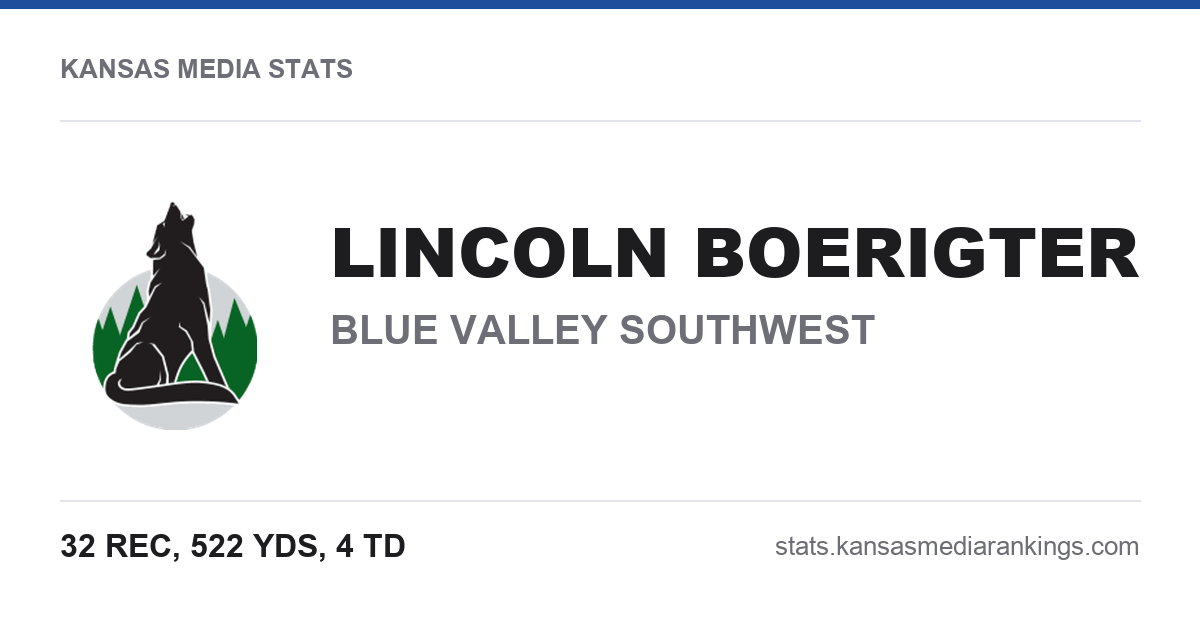 KANSAS MEDIA STATS
LINCOLN BOERIGTER
BLUE VALLEY SOUTHWEST
32 REC, 522 YDS, 4 TD
stats.kansasmediarankings.com